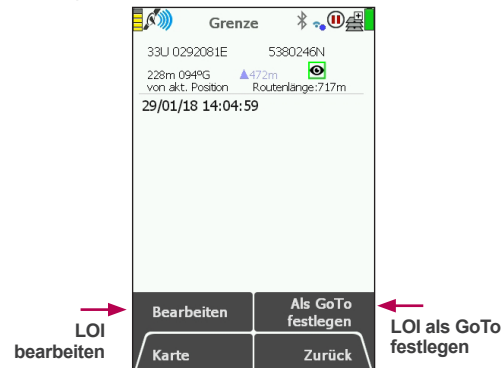 Grenze
33U 0292081E 5380246N
228m 094ºG ▲472m
von akt. Position Routenlänge:717m
29/01/18 14:04:59
Bearbeiten Als GoTo festlegen
Karte Zurück
LOI bearbeiten
LOI als GoTo festlegen